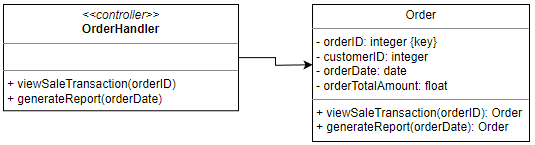 <<controller>>
OrderHandler
+ viewSaleTransaction(orderID)
+ generateReport(orderDate)
Order
- orderID: integer {key}
- customerID: integer
- orderDate: date
- orderTotalAmount: float
+ viewSaleTransaction(orderID): Order
+ generateReport(orderDate): Order